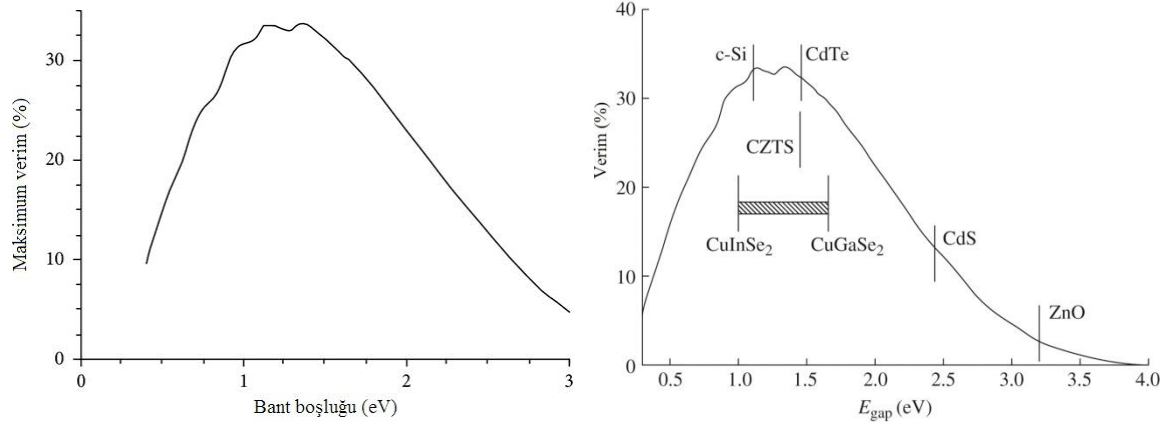 Maksimum verim (%)
30
20
10
0
0
1
2
3
Bant boşluğu (eV)
Verim (%)
40
30
20
10
0
c-Si
CdTe
CZTS
CuInSe2
CuGaSe2
CdS
ZnO
0.5
1.0
1.5
2.0
2.5
3.0
3.5
4.0
Egap (eV)